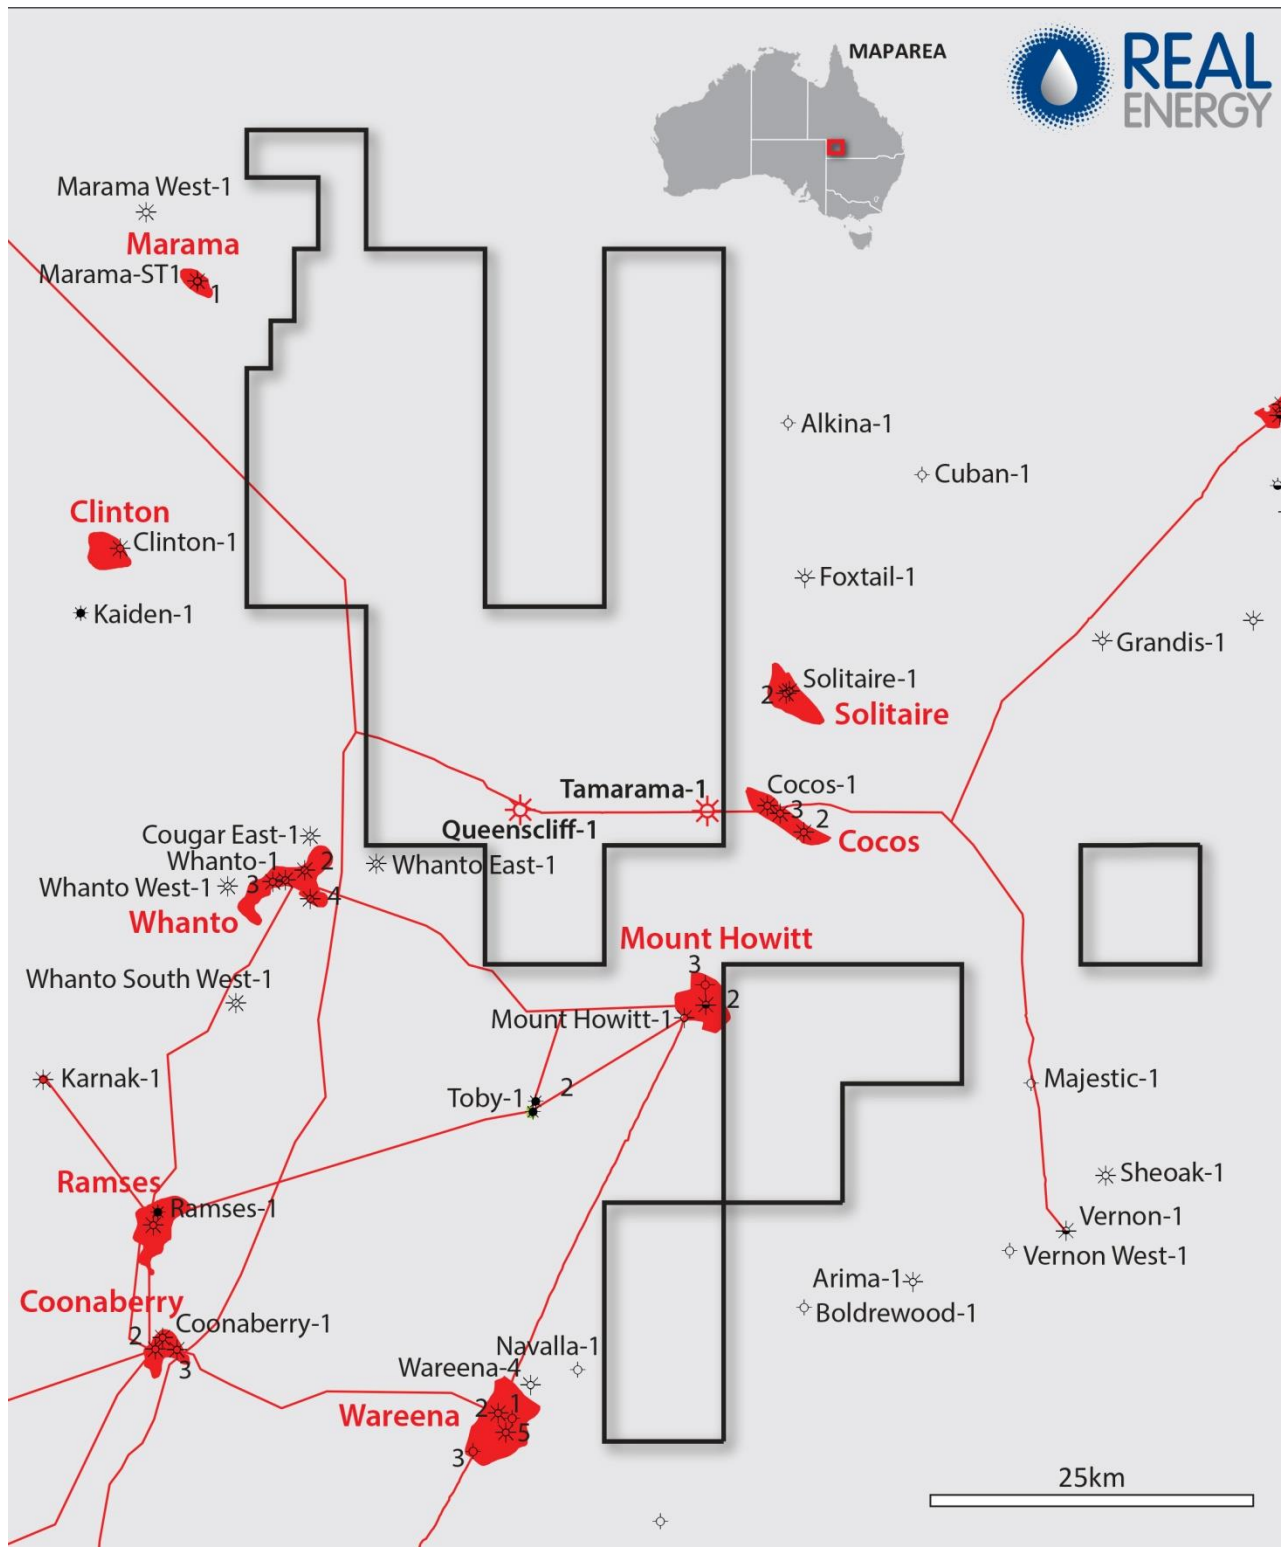 MAPAREA
REAL
ENERGY
Marama West-1
Marama
Marama-ST1
1
Alkina-1
Cuban-1
Clinton
Clinton-1
Foxtail-1
Kaiden-1
Grandis-1
Solitaire-1
2
Solitaire
Tamarama-1
Cocos-1
3
2
Queenscliff-1
Cocos
Cougar East-1
Whanto-1
2
Whanto East-1
Whanto West-1
3
4
Whanto
Mount Howitt
3
Whanto South West-1
2
Mount Howitt-1
Karnak-1
Majestic-1
2
Toby-1
Ramses
Sheoak-1
Ramses-1
Vernon-1
Vernon West-1
Arima-1
Coonaberry
Boldrewood-1
Coonaberry-1
2
3
Navalla-1
Wareena-4
2
1
Wareena
5
3
25km